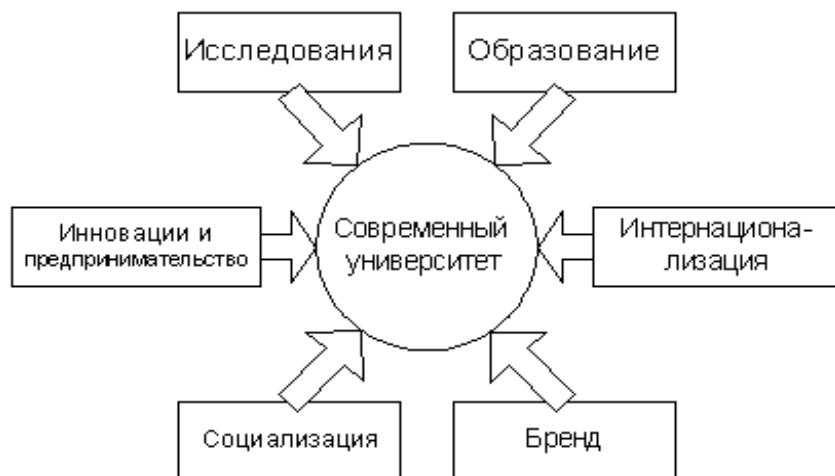 Исследования
Образование
Инновации и
предпринимательство
Современный
университет
Интернациона-
лизация
Социализация
Бренд